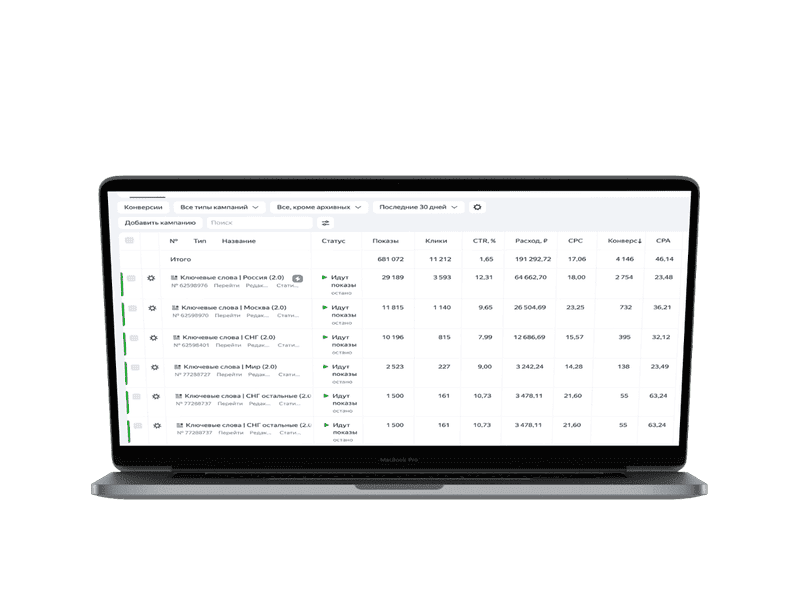 Конверсии Все типы кампаний Все, кроме архивных Последние 30 дней
Добавить кампанию Поиск
№ Тип Название Статус Показы Клики CTR, % Расход, ₽ CPC Конверс↓ CPA
Итого 681 072 11 212 1,65 191 292,72 17,06 4 146 46,14
Ключевые слова | Россия (2.0) Идут показы 29 189 3 593 12,31 64 662,70 18,00 2 754 23,48
№ 62598976 Перейти Редак... Стати... остано
Ключевые слова | Москва (2.0) Идут показы 11 815 1 140 9,65 26 504,69 23,25 732 36,21
Перейти Редак... Стати... остано
Ключевые слова | СНГ (2.0) Идут показы 10 196 815 7,99 12 686,69 15,57 395 32,12
№ 62598401 Перейти Редак... Стати... остано
Ключевые слова | Мир (2.0) Идут показы 2 523 227 9,00 3 242,24 14,28 138 23,49
№ 77288727 Перейти Редак... Стати... остано
Ключевые слова | СНГ остальные (2.0 Идут показы 1 500 161 10,73 3 478,11 21,60 55 63,24
№ 77288737 Перейти Редак... Стати... остано
Ключевые слова | СНГ остальные (2.0 Идут показы 1 500 161 10,73 3 478,11 21,60 55 63,24
№ 77288737 Перейти Редак... Стати... остано
MacBook Pro